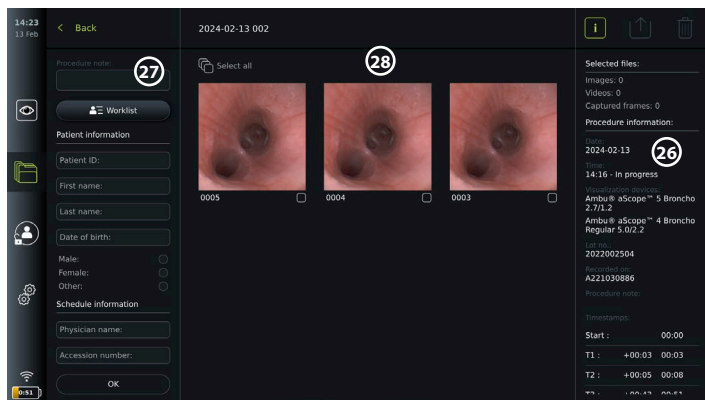 14:23
13 Feb
0:51
Back
Procedure note:
27
Worklist
Patient information
Patient ID:
First name:
Last name:
Date of birth:
Male:
Female:
Other:
Schedule information
Physician name:
Accession number:
OK
2024-02-13 002
Select all
28
0005
0004
0003
i
Selected files:
Images: 0
Videos: 0
Captured frames: 0
Procedure information:
Date:
2024-02-13
26
Time:
14:16 - In progress
Visualization devices:
Ambu® aScope™ 5 Broncho
2.7/1.2
Ambu® aScope™ 4 Broncho
Regular 5.0/2.2
Lot no.:
2022002504
Recorded on:
A221030886
Procedure note:
Timestamps:
Start : 00:00
T1 : +00:03 00:03
T2 : +00:05 00:08